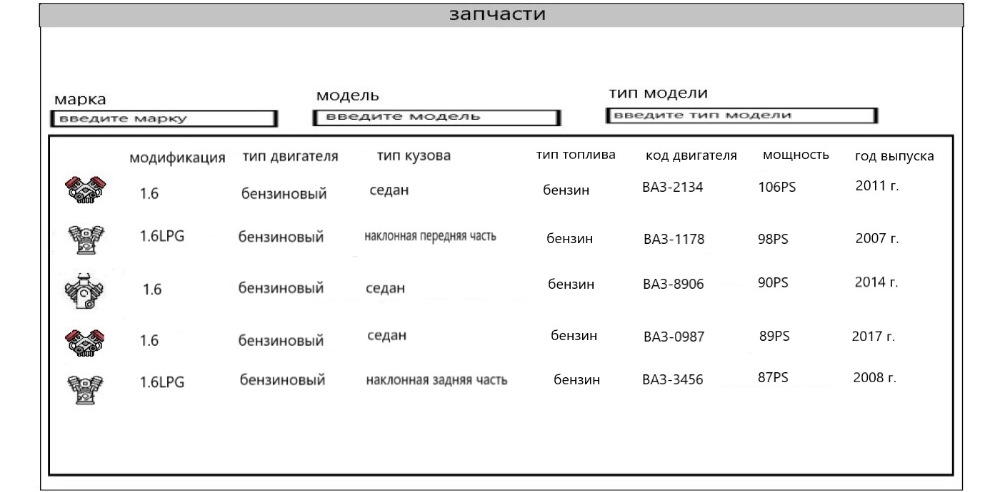 запчасти
марка модель тип модели
введите марку введите модель введите тип модели
модификация тип двигателя тип кузова тип топлива код двигателя мощность год выпуска
1.6 бензиновый седан бензин ВАЗ-2134 106PS 2011 г.
1.6LPG бензиновый наклонная передняя часть бензин ВАЗ-1178 98PS 2007 г.
1.6 бензиновый седан бензин ВАЗ-8906 90PS 2014 г.
1.6 бензиновый седан бензин ВАЗ-0987 89PS 2017 г.
1.6LPG бензиновый наклонная задняя часть бензин ВАЗ-3456 87PS 2008 г.